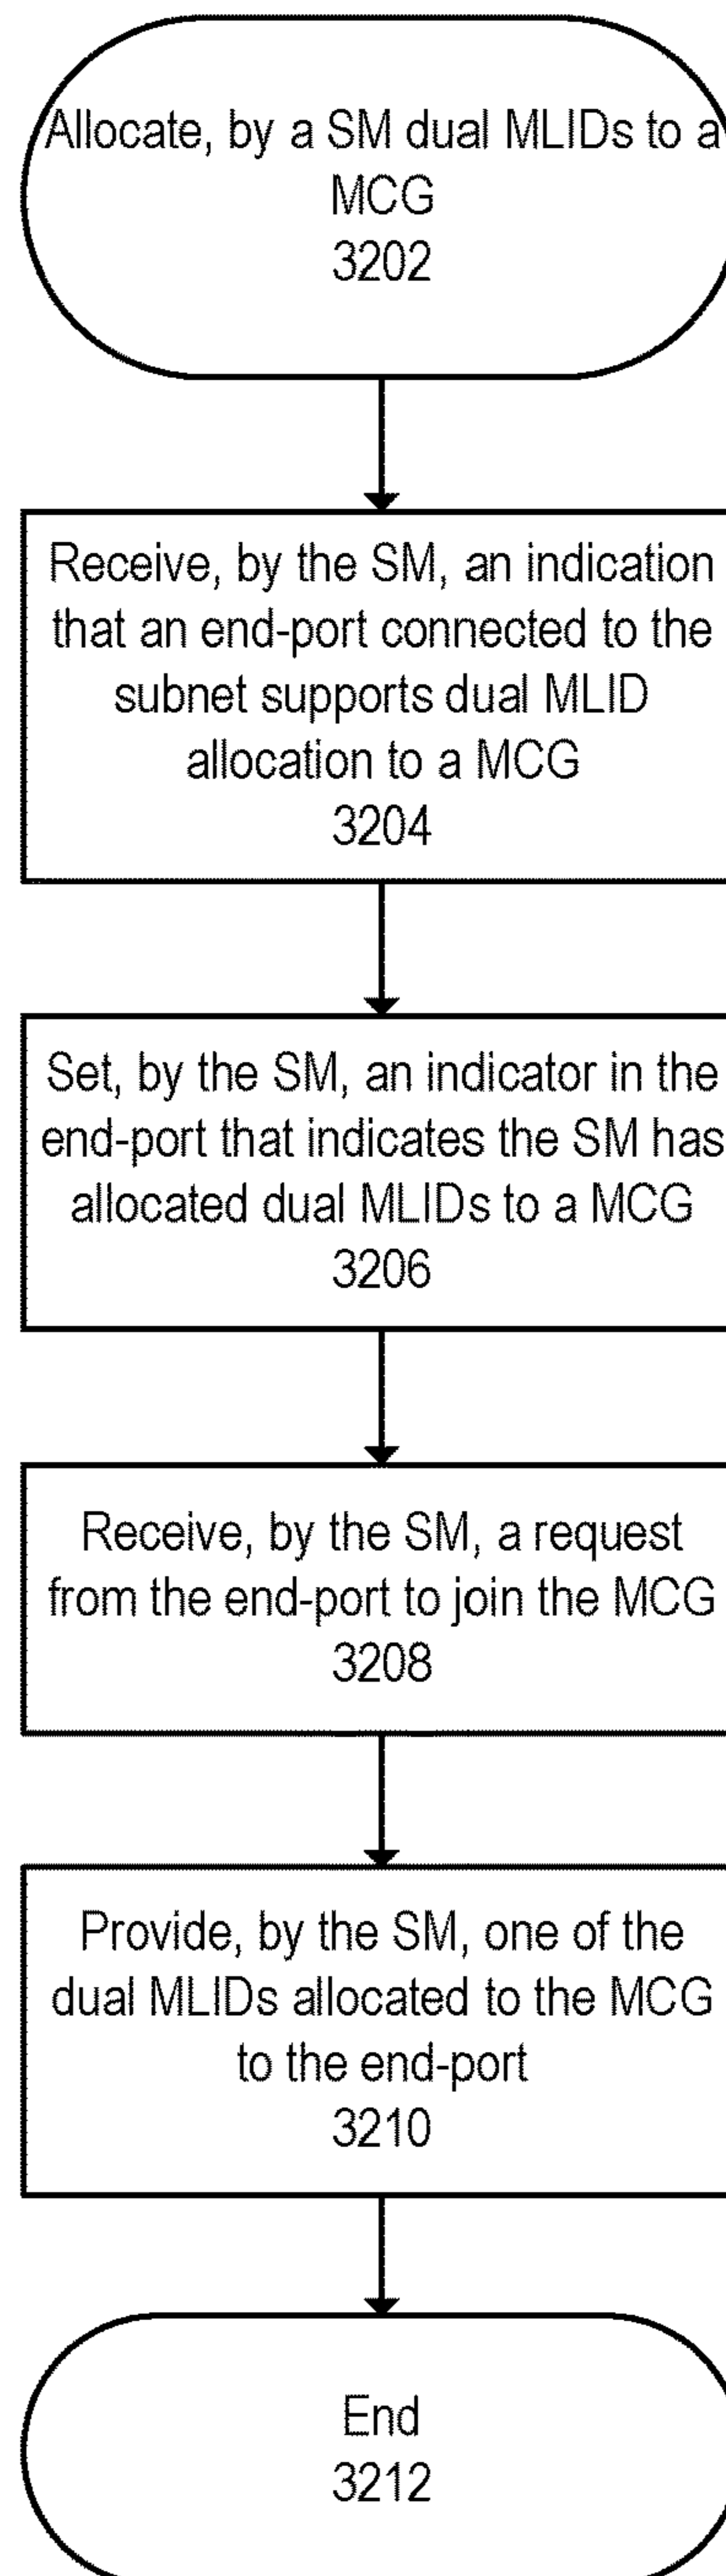 Allocate, by a SM dual MLIDs to a
MCG
3202
Receive, by the SM, an indication
that an end-port connected to the
subnet supports dual MLID
allocation to a MCG
3204
Set, by the SM, an indicator in the
end-port that indicates the SM has
allocated dual MLIDs to a MCG
3206
Receive, by the SM, a request
from the end-port to join the MCG
3208
Provide, by the SM, one of the
dual MLIDs allocated to the MCG
to the end-port
3210
End
3212